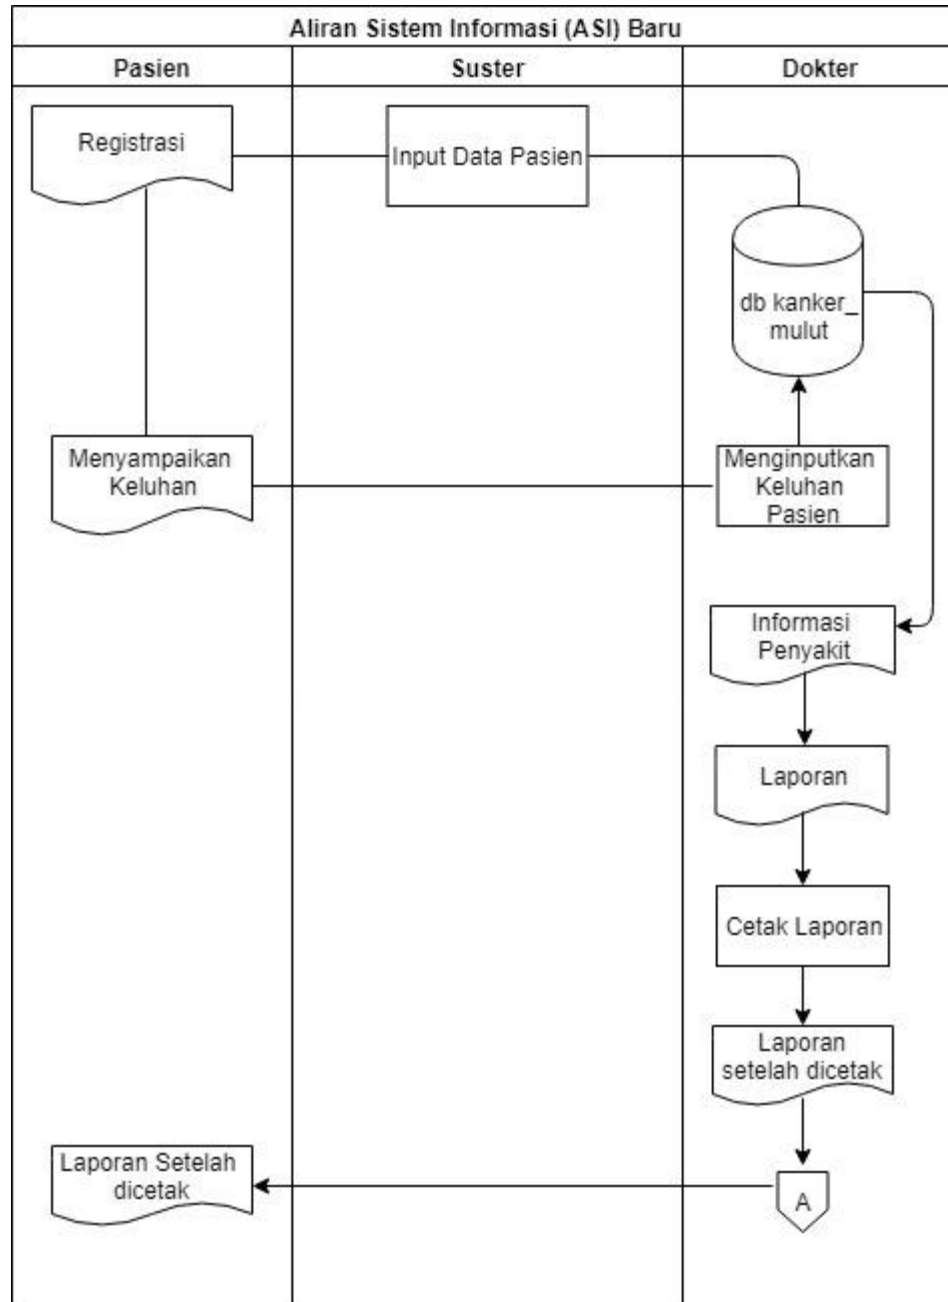 Aliran Sistem Informasi (ASI) Baru
Pasien
Suster
Dokter
Registrasi
Input Data Pasien
db kanker_
mulut
Menyampaikan
Keluhan
Menginputkan
Keluhan
Pasien
Informasi
Penyakit
Laporan
Cetak Laporan
Laporan
setelah dicetak
Laporan Setelah
dicetak
A